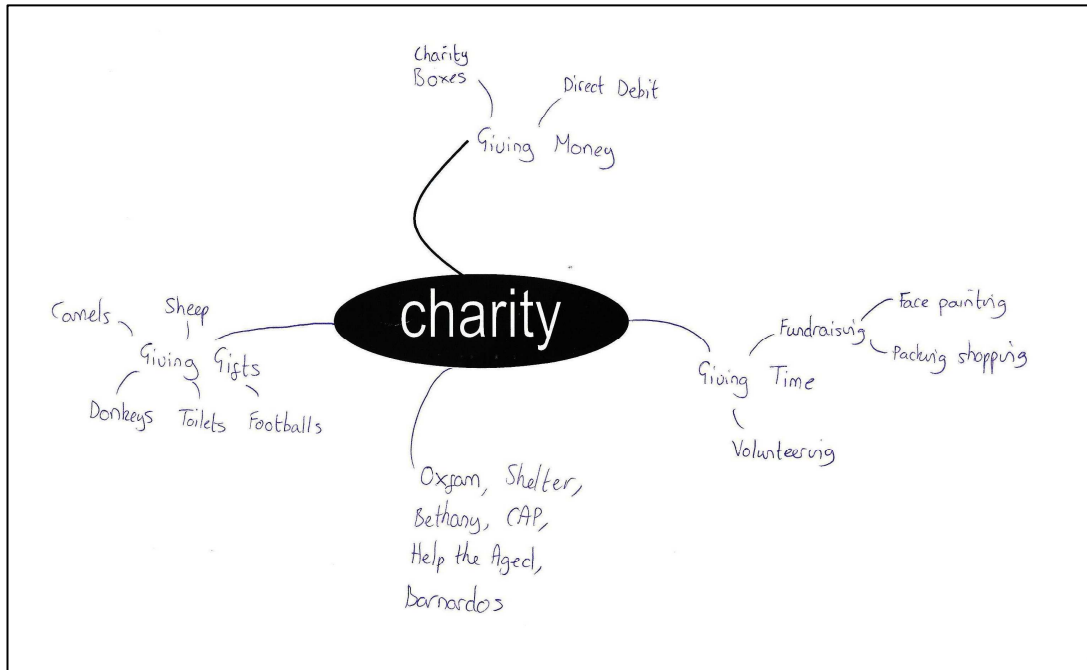 Charity
Boxes
Direct Debit
Giving Money
charity
Camels
Sheep
Giving Gifts
Donkeys Toilets Footballs
Fundraising
Face painting
Packing shopping
Giving Time
Volunteering
Oxfam, Shelter,
Bethany, CAP,
Help the Aged,
Barnardos